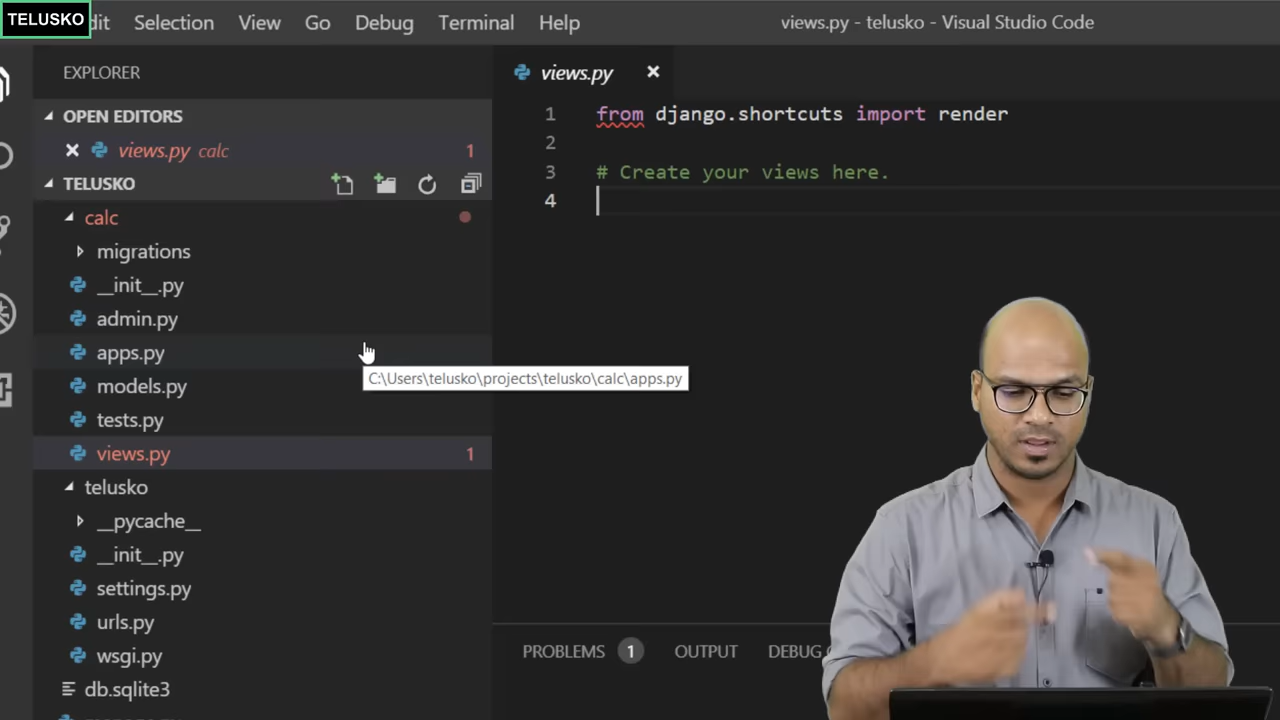 TELUSKO
dit Selection View Go Debug Terminal Help
views.py - telusko - Visual Studio Code
EXPLORER
OPEN EDITORS
views.py calc 1
TELUSKO
calc
migrations
__init__.py
admin.py
apps.py
models.py
tests.py
views.py 1
telusko
__pycache__
__init__.py
settings.py
urls.py
wsgi.py
db.sqlite3
views.py
1 from django.shortcuts import render
2
3 # Create your views here.
4
C:\Users\telusko\projects\telusko\calc\apps.py
PROBLEMS 1 OUTPUT DEBUG